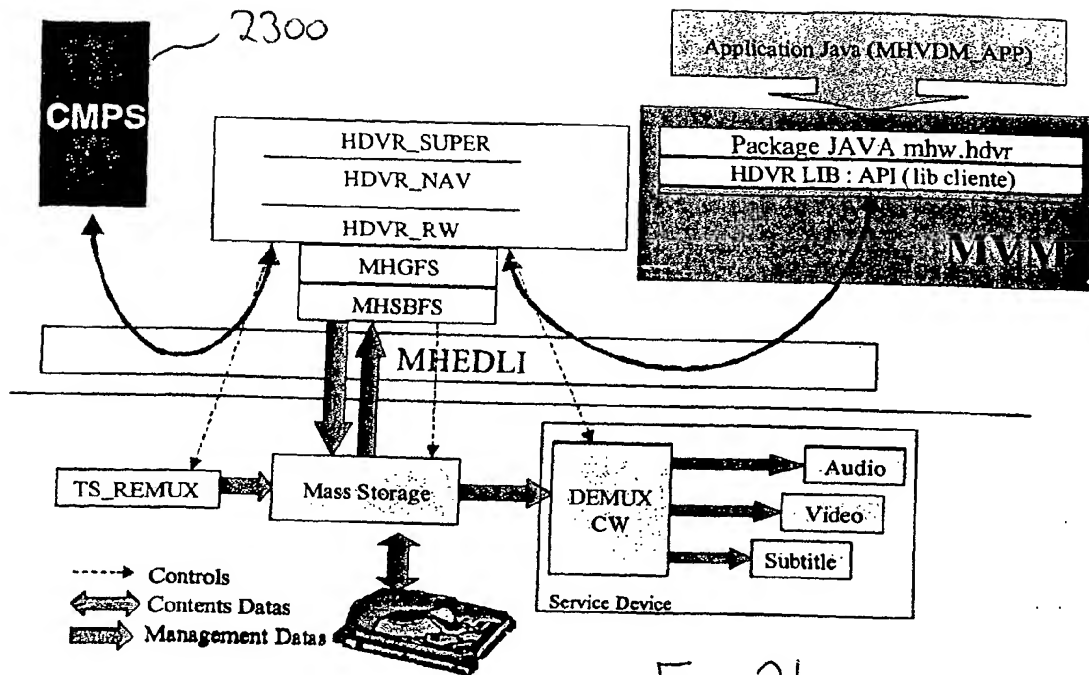 2300
CMPS
Application Java (MHVDM_APP)
HDVR_SUPER
HDVR_NAV
HDVR_RW
MHGFS
MHSBFS
Package JAVA mhw.hdvr
HDVR LIB : API (lib cliente)
MVM
MHEDLI
TS_REMUX
Mass Storage
DEMUX
CW
Audio
Video
Subtitle
Service Device
Controls
Contents Datas
Management Datas